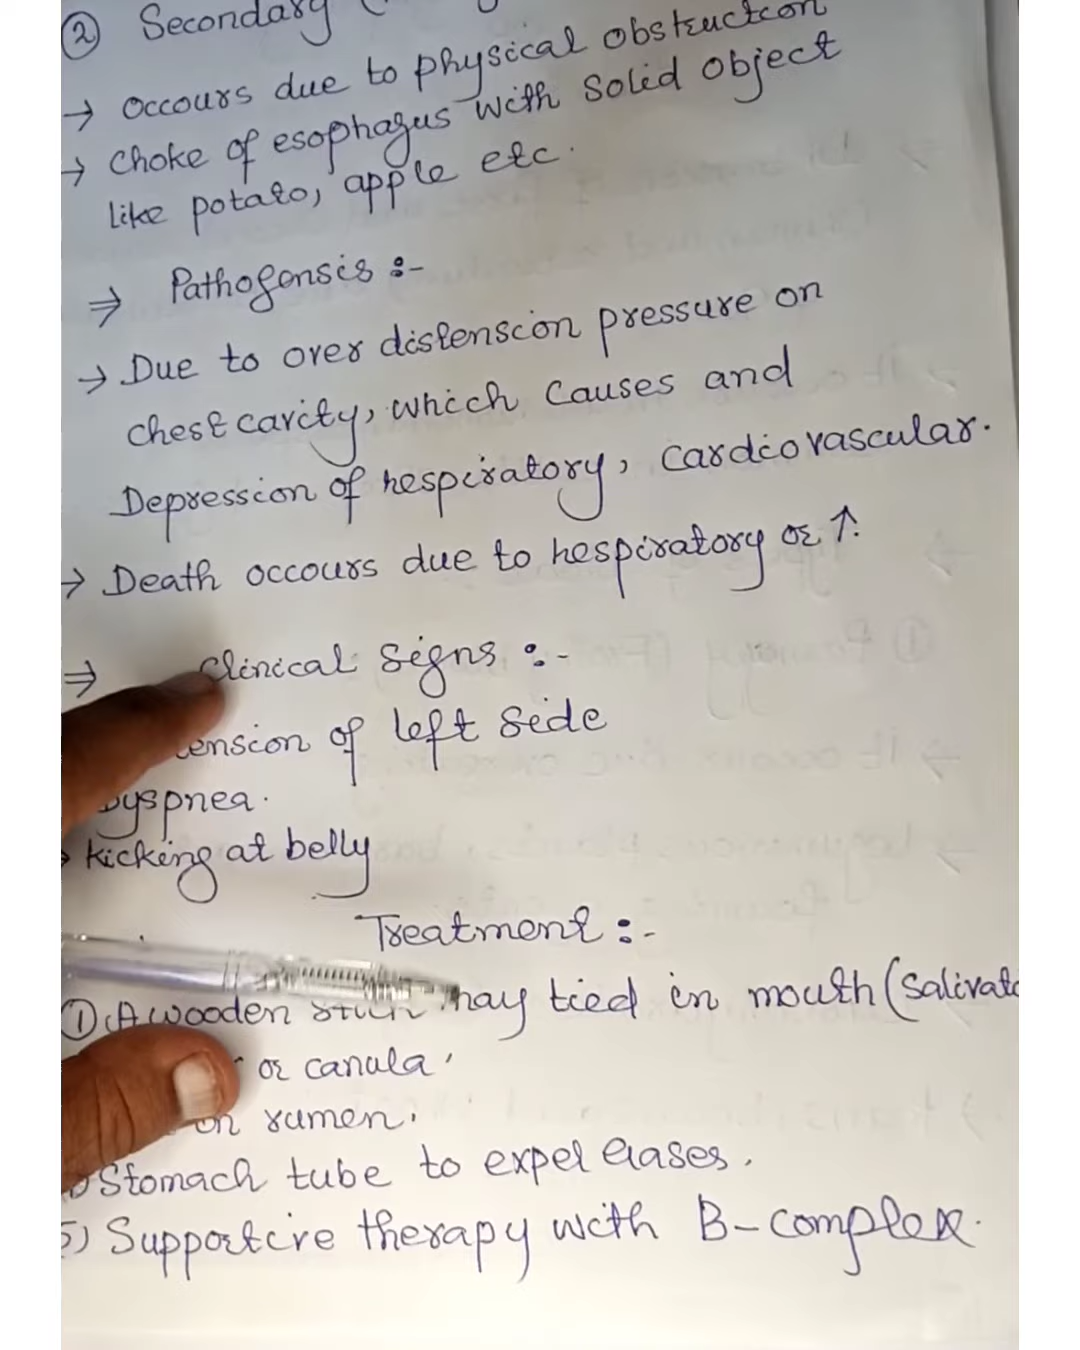 ② Secondary
→ occours due to physical obstruction
→ choke of esophagus with solid object
like potato, apple etc.
⇒ Pathogensis :-
→ Due to over distension pressure on
chest cavity, which causes and
Depression of respiratory, cardiovascular.
→ Death occours due to respiratory or ↑.
⇒ Clinical signs :-
tension of left side
Dyspnea.
→ kicking at belly
Treatment :-
① A wooden may tied in mouth (Salivat
or canula.
on rumen.
Stomach tube to expel gases.
5) Supportive therapy with B-complex.